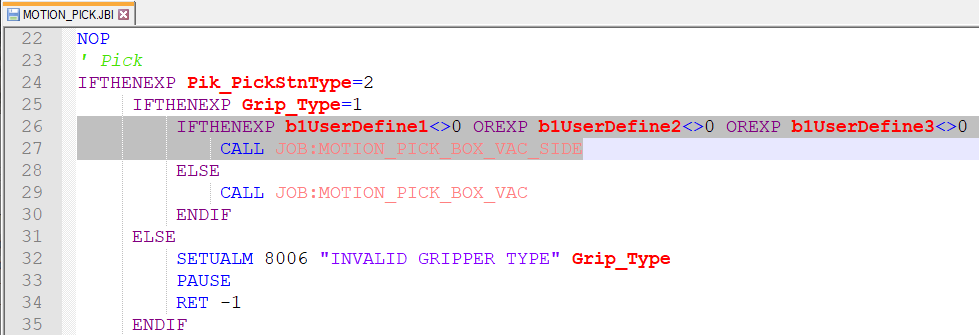 MOTION_PICK.JBI
22 NOP
23 ' Pick
24 IFTHENEXP Pik_PickStnType=2
25 IFTHENEXP Grip_Type=1
26 IFTHENEXP b1UserDefine1<>0 OREXP b1UserDefine2<>0 OREXP b1UserDefine3<>0
27 CALL JOB:MOTION_PICK_BOX_VAC_SIDE
28 ELSE
29 CALL JOB:MOTION_PICK_BOX_VAC
30 ENDIF
31 ELSE
32 SETUALM 8006 "INVALID GRIPPER TYPE" Grip_Type
33 PAUSE
34 RET -1
35 ENDIF